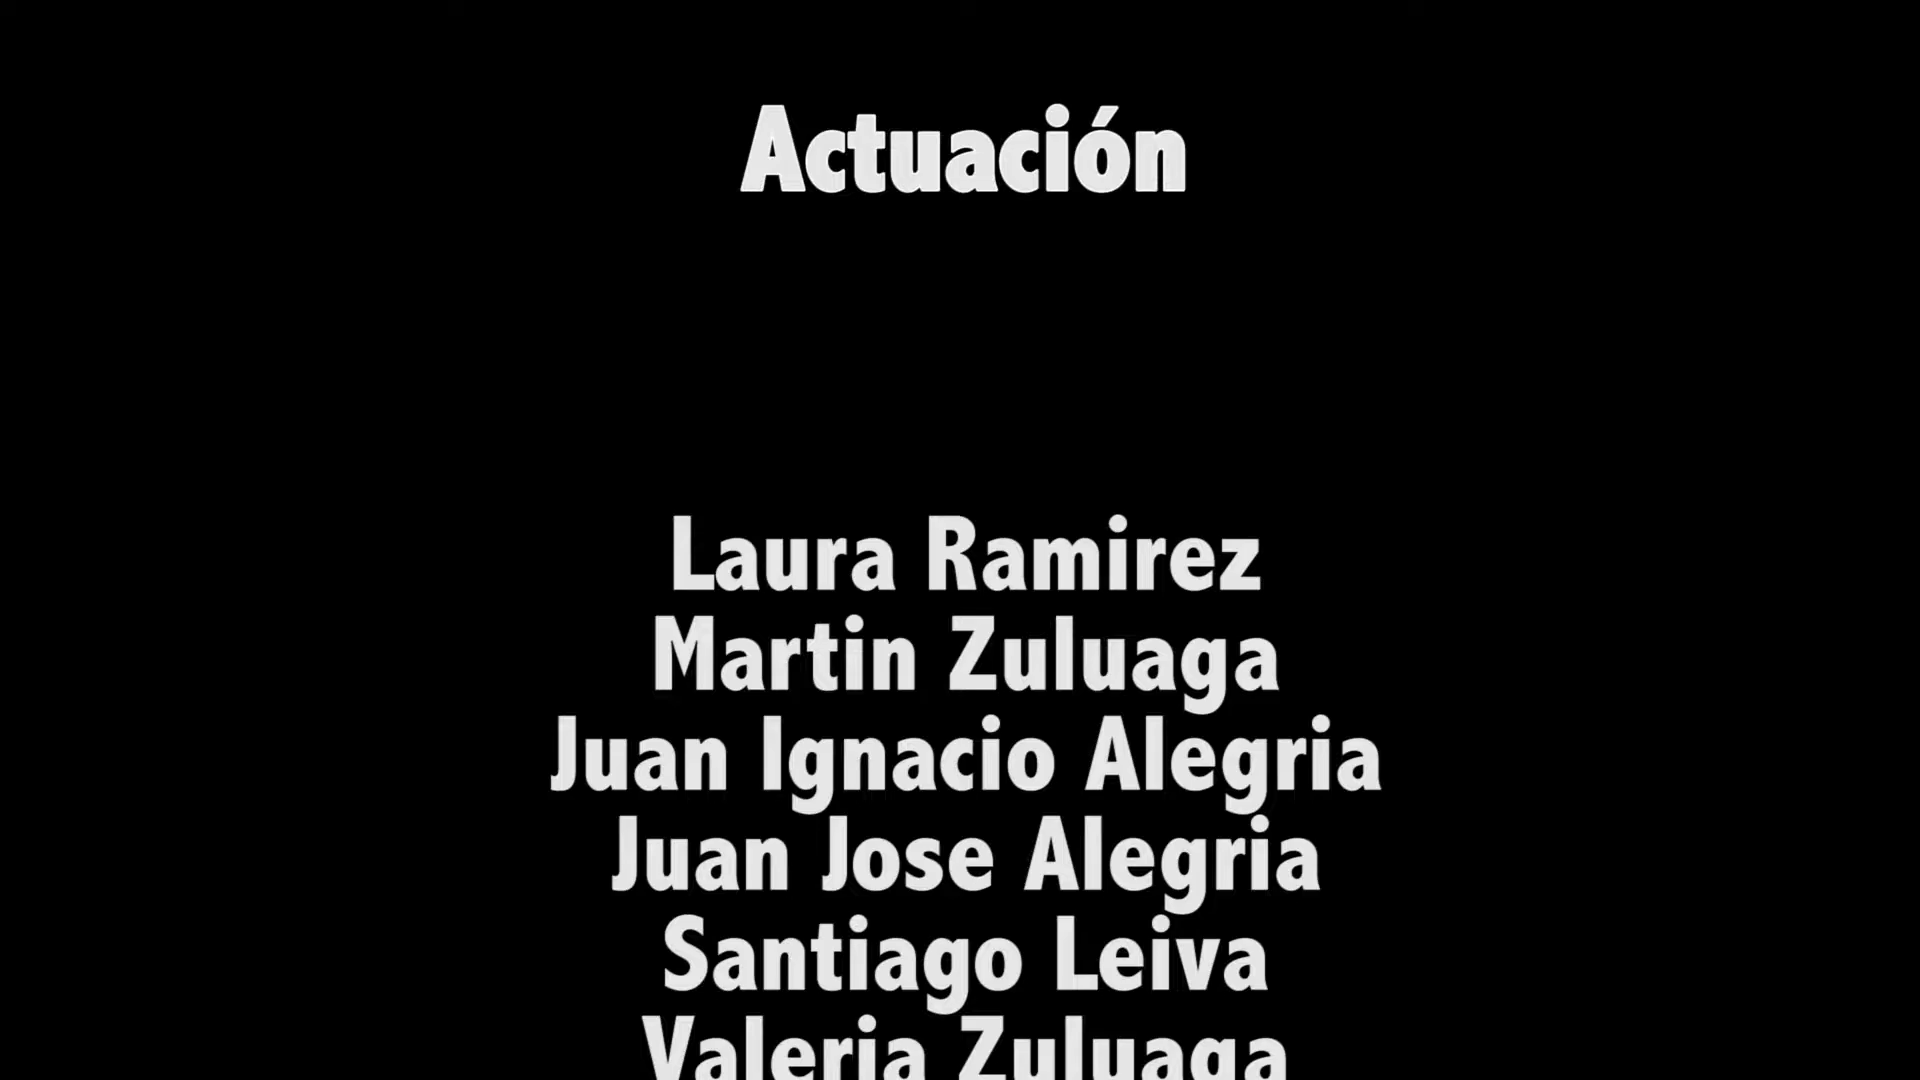 Actuación
Laura Ramirez
Martin Zuluaga
Juan Ignacio Alegria
Juan Jose Alegria
Santiago Leiva
Valeria Zuluaga